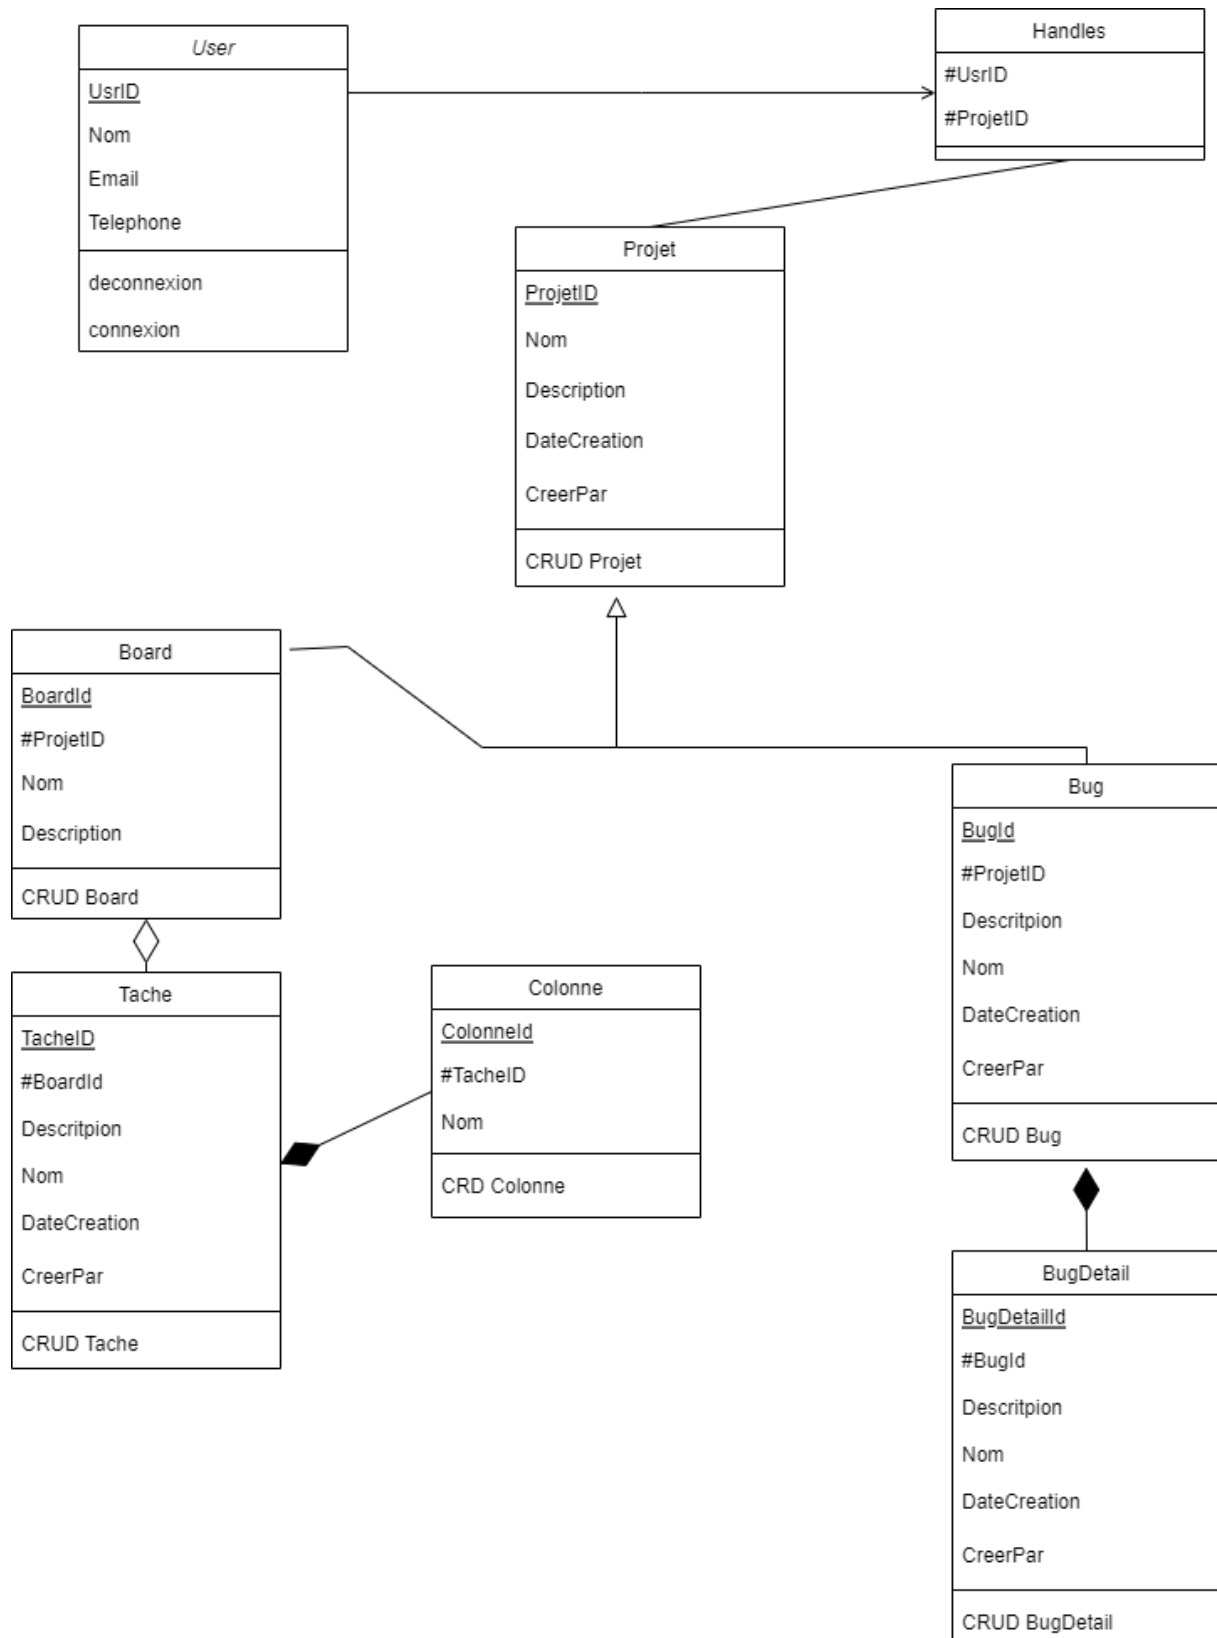 User
UsrID
Nom
Email
Telephone
deconnexion
connexion
Handles
#UsrID
#ProjetID
Projet
ProjetID
Nom
Description
DateCreation
CreerPar
CRUD Projet
Board
BoardId
#ProjetID
Nom
Description
CRUD Board
Bug
BugId
#ProjetID
Descritpion
Nom
DateCreation
CreerPar
CRUD Bug
Tache
TacheID
#BoardId
Descritpion
Nom
DateCreation
CreerPar
CRUD Tache
Colonne
ColonneId
#TacheID
Nom
CRD Colonne
BugDetail
BugDetailId
#BugId
Descritpion
Nom
DateCreation
CreerPar
CRUD BugDetail